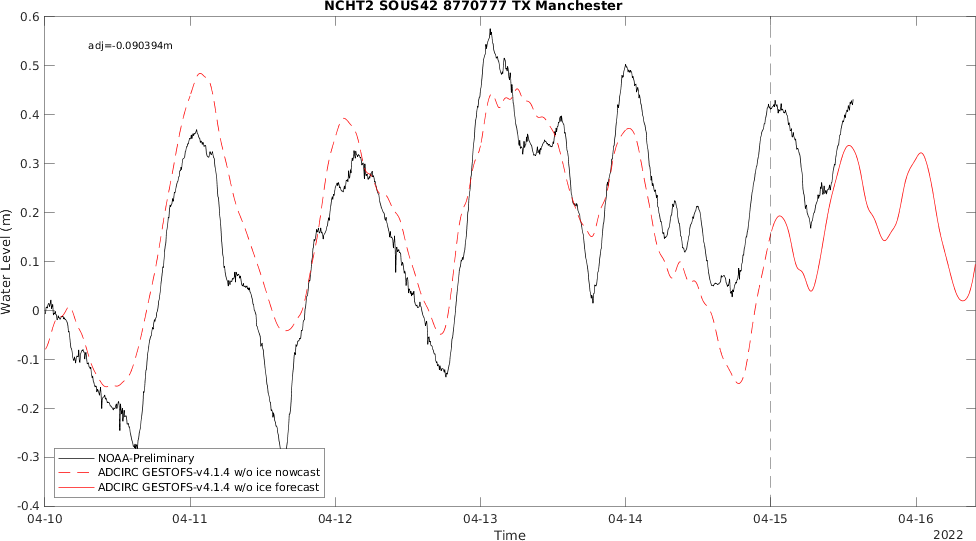 NCHT2 SOUS42 8770777 TX Manchester
adj=-0.090394m
0.6
0.5
0.4
0.3
0.2
0.1
0
-0.1
-0.2
-0.3
-0.4
Water Level (m)
NOAA-Preliminary
ADCIRC GESTOFS-v4.1.4 w/o ice nowcast
ADCIRC GESTOFS-v4.1.4 w/o ice forecast
04-10 04-11 04-12 04-13 04-14 04-15 04-16
Time
2022